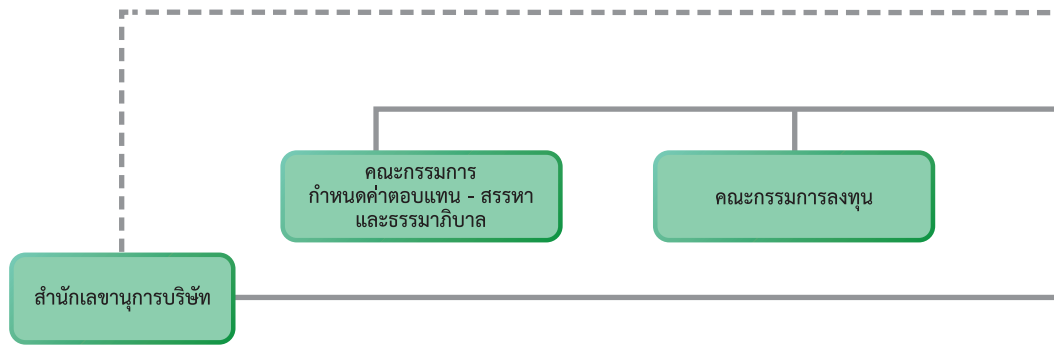 คณะกรรมการ
กำหนดค่าตอบแทน - สรรหา
และธรรมาภิบาล
คณะกรรมการลงทุน
สำนักเลขานุการบริษัท